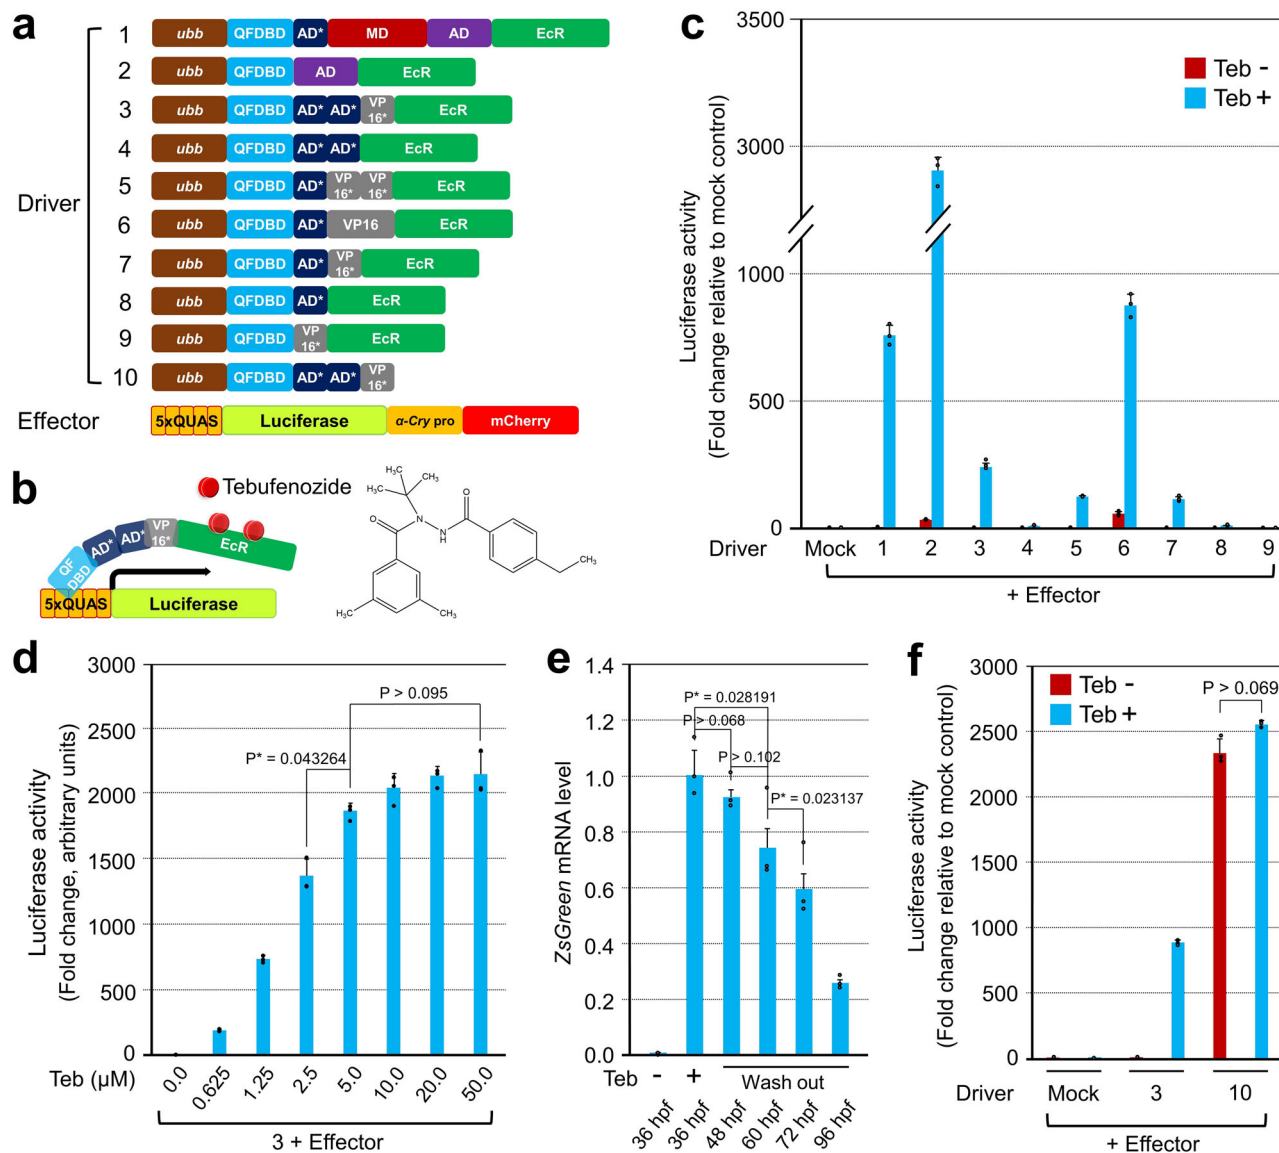 a
Driver
1 ubb QFDBD AD* MD AD EcR
2 ubb QFDBD AD EcR
3 ubb QFDBD AD* AD* VP 16* EcR
4 ubb QFDBD AD* AD* EcR
5 ubb QFDBD AD* VP 16* VP 16* EcR
6 ubb QFDBD AD* VP16 EcR
7 ubb QFDBD AD* VP 16* EcR
8 ubb QFDBD AD* EcR
9 ubb QFDBD VP 16* EcR
10 ubb QFDBD AD* AD* VP 16*
Effector 5xQUAS Luciferase α-Cry pro mCherry
b
Tebufenozide
QF DBD AD* AD* VP 16* EcR
5xQUAS Luciferase
H₃C
CH₃
H₃C
O
O
N
NH
CH₃
H₃C
CH₃
c
Luciferase activity
(Fold change relative to mock control)
3500
3000
1000
500
0
Teb -
Teb +
Driver Mock 1 2 3 4 5 6 7 8 9
+ Effector
d
Luciferase activity
(Fold change, arbitrary units)
3000
2500
2000
1500
1000
500
0
P > 0.095
P* = 0.043264
Teb (µM) 0.0 0.625 1.25 2.5 5.0 10.0 20.0 50.0
3 + Effector
e
ZsGreen mRNA level
1.4
1.2
1.0
0.8
0.6
0.4
0.2
0.0
P* = 0.028191
P > 0.068
P > 0.102
P* = 0.023137
Teb - + Wash out
36 hpf 36 hpf 48 hpf 60 hpf 72 hpf 96 hpf
f
Luciferase activity
(Fold change relative to mock control)
3000
2500
2000
1500
1000
500
0
Teb -
Teb +
P > 0.069
Driver Mock 3 10
+ Effector